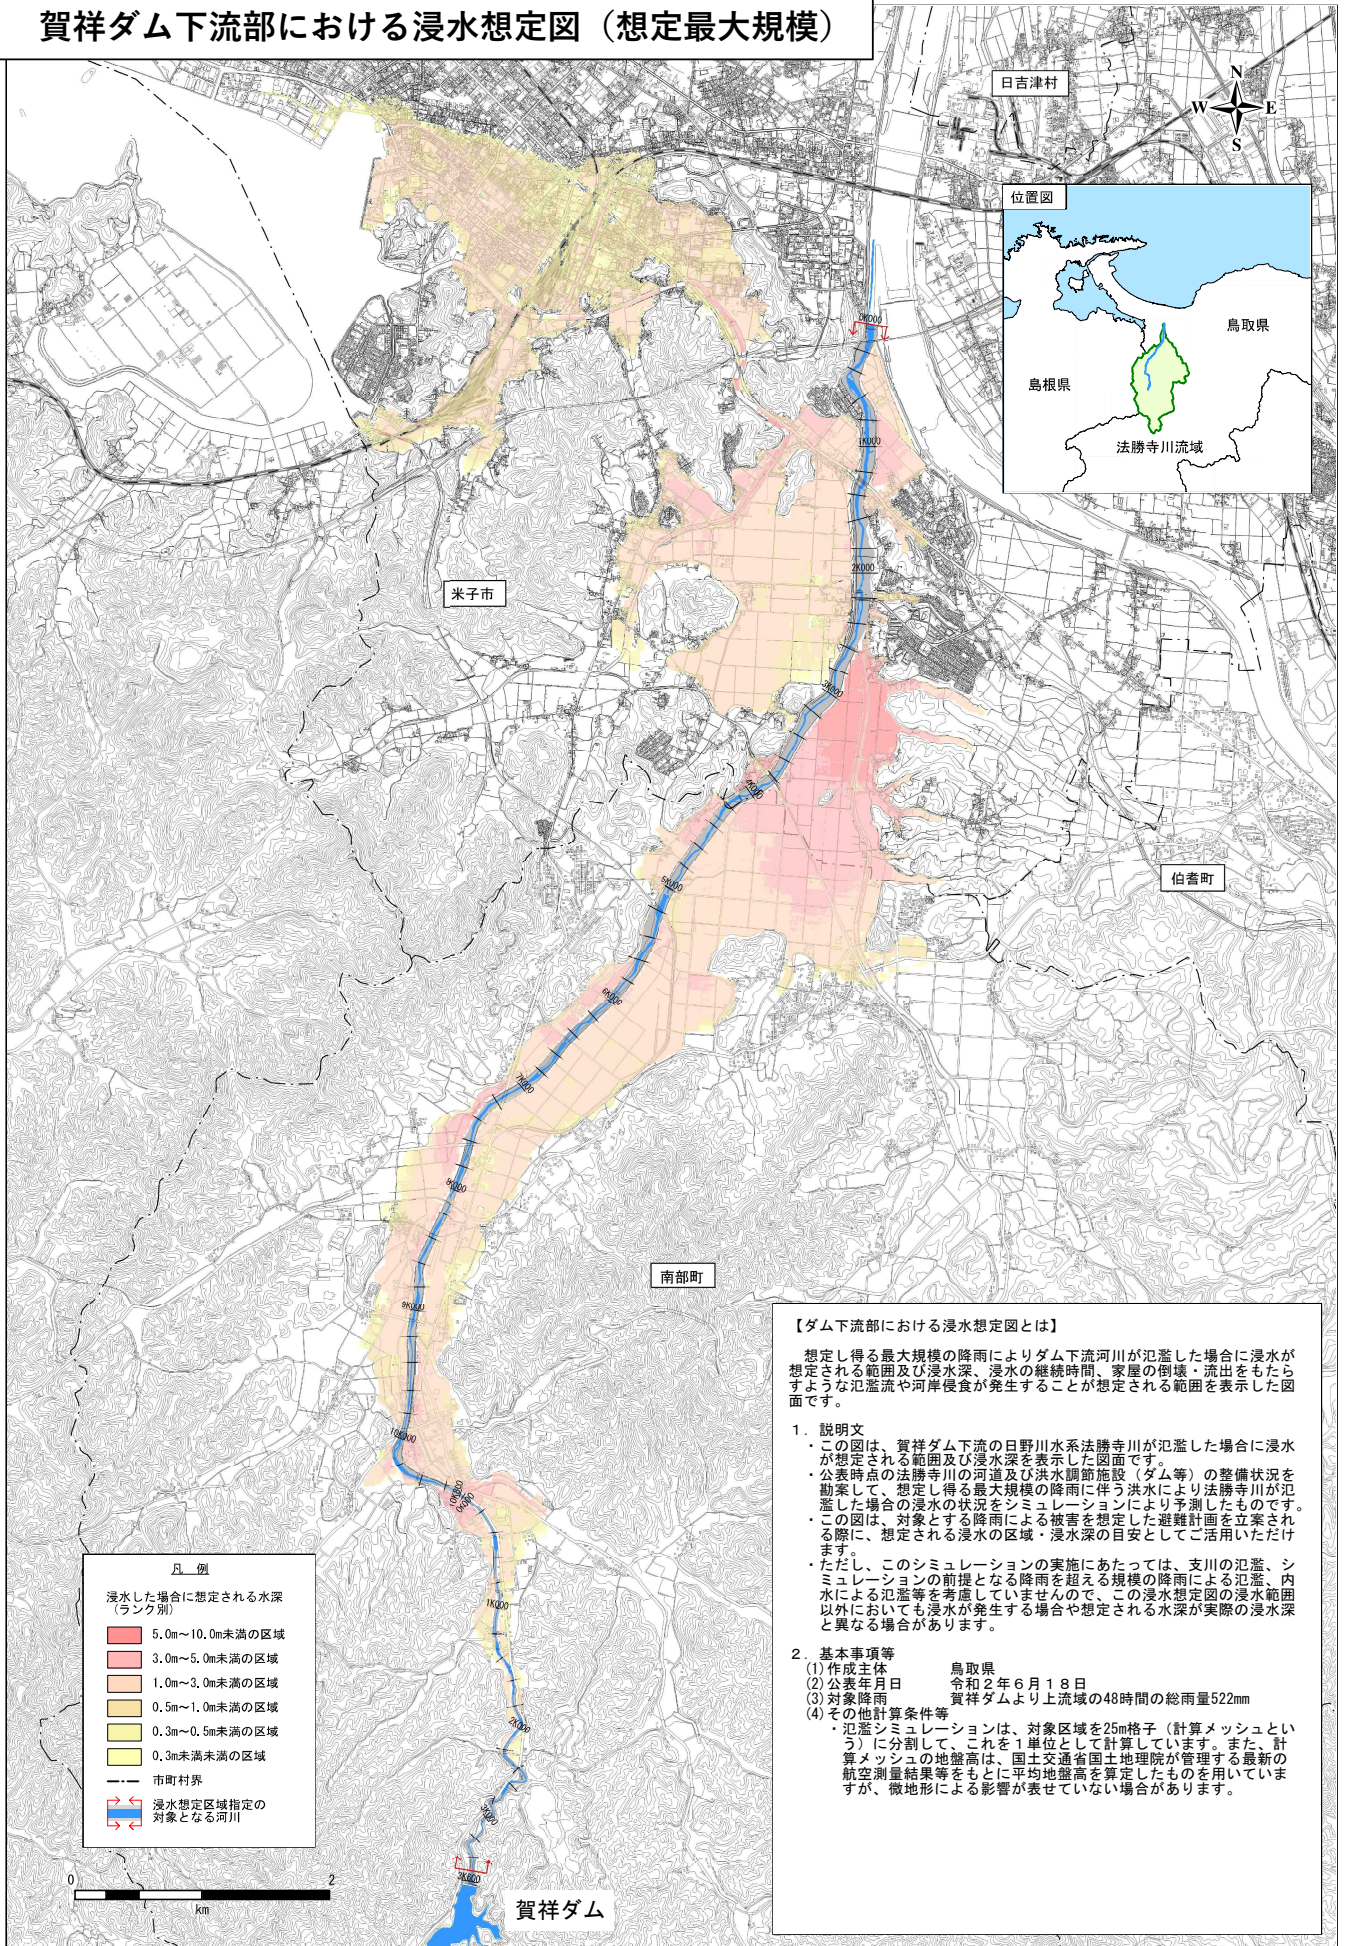 賀祥ダム下流部における浸水想定図（想定最大規模）
日吉津村
N
W
E
S
位置図
鳥取県
島根県
法勝寺川流域
0K000
1K000
2K000
米子市
3K000
4K000
5K000
伯耆町
6K000
7K000
8K000
南部町
9K000
10K000
10K800
0K000
1K000
2K000
3K000
賀祥ダム
【ダム下流部における浸水想定図とは】
想定し得る最大規模の降雨によりダム下流河川が氾濫した場合に浸水が
想定される範囲及び浸水深、浸水の継続時間、家屋の倒壊・流出をもたら
すような氾濫流や河岸侵食が発生することが想定される範囲を表示した図
面です。
1．説明文
・この図は、賀祥ダム下流の日野川水系法勝寺川が氾濫した場合に浸水
が想定される範囲及び浸水深を表示した図面です。
・公表時点の法勝寺川の河道及び洪水調節施設（ダム等）の整備状況を
勘案して、想定し得る最大規模の降雨に伴う洪水により法勝寺川が氾
濫した場合の浸水の状況をシミュレーションにより予測したものです。
・この図は、対象とする降雨による被害を想定した避難計画を立案され
る際に、想定される浸水の区域・浸水深の目安としてご活用いただけ
ます。
・ただし、このシミュレーションの実施にあたっては、支川の氾濫、シ
ミュレーションの前提となる降雨を超える規模の降雨による氾濫、内
水による氾濫等を考慮していませんので、この浸水想定図の浸水範囲
以外においても浸水が発生する場合や想定される水深が実際の浸水深
と異なる場合があります。
2．基本事項等
(1)作成主体 鳥取県
(2)公表年月日 令和２年６月１８日
(3)対象降雨 賀祥ダムより上流域の48時間の総雨量522mm
(4)その他計算条件等
・氾濫シミュレーションは、対象区域を25m格子（計算メッシュとい
う）に分割して、これを１単位として計算しています。また、計
算メッシュの地盤高は、国土交通省国土地理院が管理する最新の
航空測量結果等をもとに平均地盤高を算定したものを用いていま
すが、微地形による影響が表せていない場合があります。
凡 例
浸水した場合に想定される水深
（ランク別）
5.0m～10.0m未満の区域
3.0m～5.0m未満の区域
1.0m～3.0m未満の区域
0.5m～1.0m未満の区域
0.3m～0.5m未満の区域
0.3m未満未満の区域
市町村界
浸水想定区域指定の
対象となる河川
0
2
km